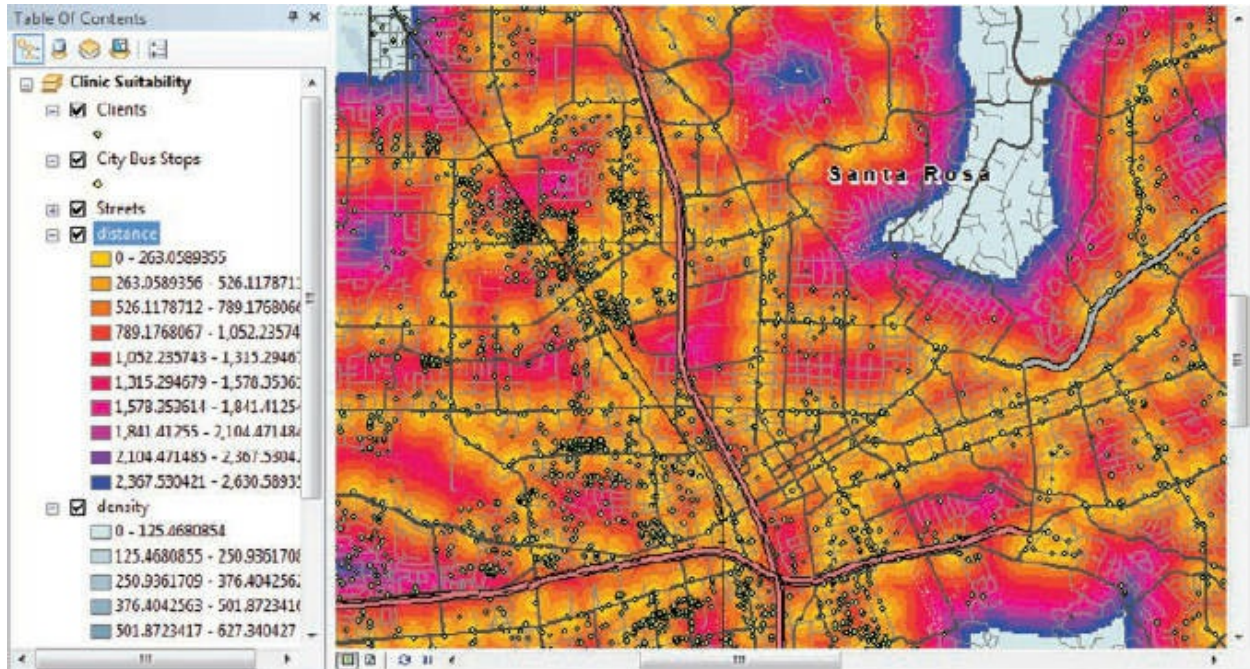 Table Of Contents
Clinic Suitability
Clients
City Bus Stops
Streets
distance
0 - 263.0589355
263.0589356 - 526.1178711
526.1178712 - 789.1768066
789.1768067 - 1,052.23574
1,052.235743 - 1,315.29467
1,315.294679 - 1,578.35361
1,578.353614 - 1,841.41254
1,841.41255 - 2,104.471484
2,104.471485 - 2,367.5304
2,367.530421 - 2,630.58935
density
0 - 125.4680854
125.4680855 - 250.9361708
250.9361709 - 376.4042562
376.4042563 - 501.8723416
501.8723417 - 627.340427
Santa Rosa